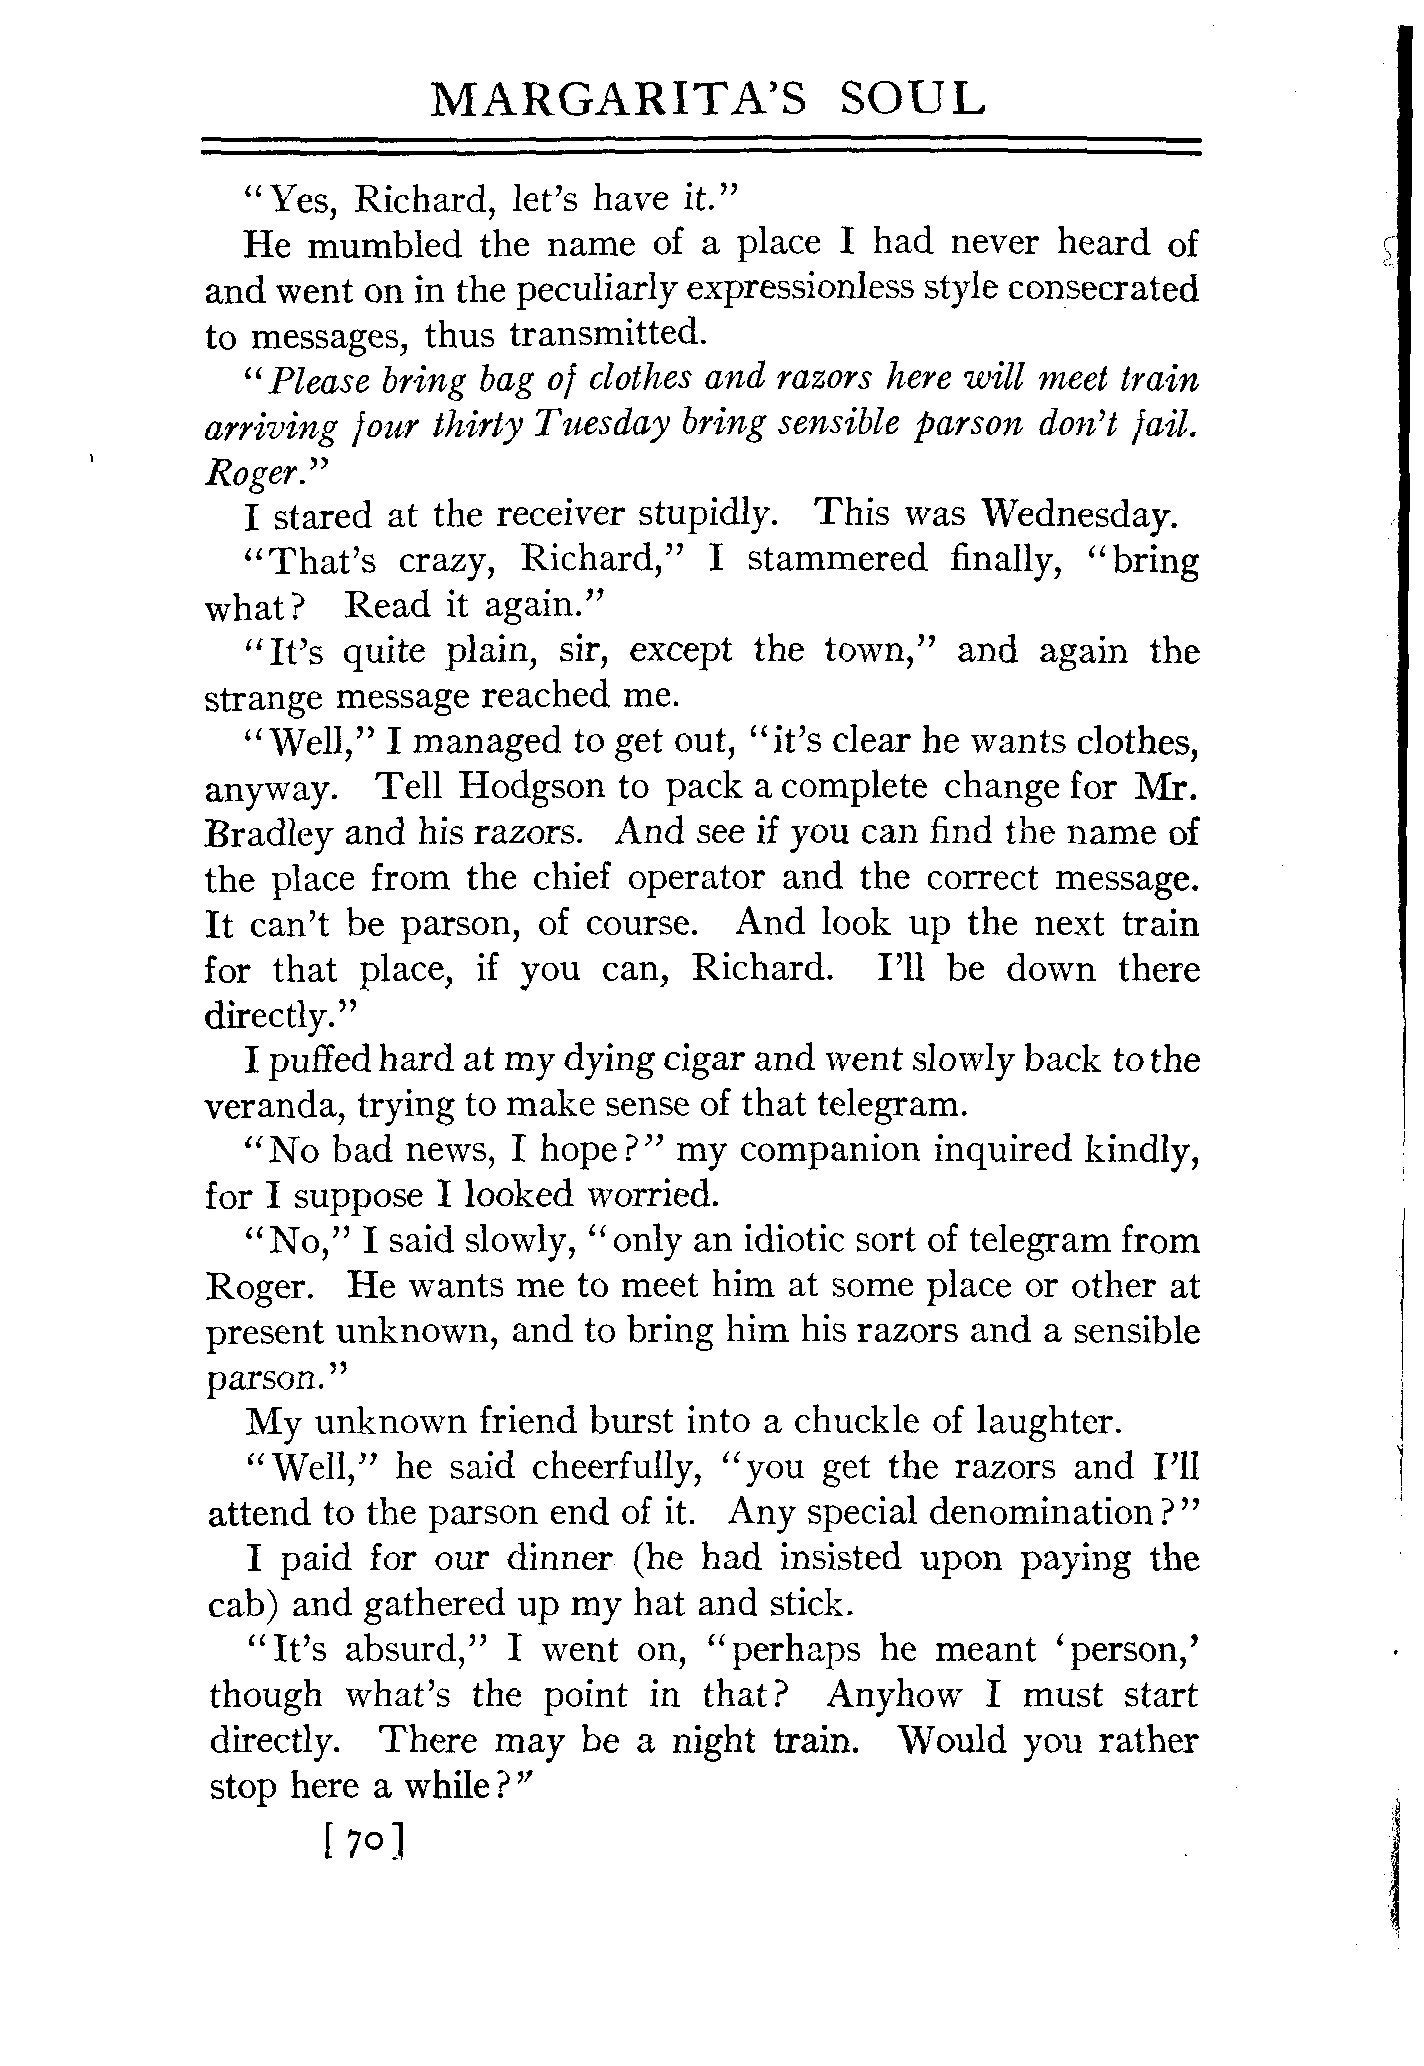 MARGARITA'S SOUL
"Yes, Richard, let's have it."
He mumbled the name of a place I had never heard of
and went on in the peculiarly expressionless style consecrated
to messages, thus transmitted.
"Please bring bag of clothes and razors here will meet train
arriving four thirty Tuesday bring sensible parson don't fail.
Roger."
I stared at the receiver stupidly. This was Wednesday.
"That's crazy, Richard," I stammered finally, "bring
what? Read it again."
"It's quite plain, sir, except the town," and again the
strange message reached me.
"Well," I managed to get out, "it's clear he wants clothes,
anyway. Tell Hodgson to pack a complete change for Mr.
Bradley and his razors. And see if you can find the name of
the place from the chief operator and the correct message.
It can't be parson, of course. And look up the next train
for that place, if you can, Richard. I'll be down there
directly."
I puffed hard at my dying cigar and went slowly back to the
veranda, trying to make sense of that telegram.
"No bad news, I hope?" my companion inquired kindly,
for I suppose I looked worried.
"No," I said slowly, "only an idiotic sort of telegram from
Roger. He wants me to meet him at some place or other at
present unknown, and to bring him his razors and a sensible
parson."
My unknown friend burst into a chuckle of laughter.
"Well," he said cheerfully, "you get the razors and I'll
attend to the parson end of it. Any special denomination?"
I paid for our dinner (he had insisted upon paying the
cab) and gathered up my hat and stick.
"It's absurd," I went on, "perhaps he meant 'person,'
though what's the point in that? Anyhow I must start
directly. There may be a night train. Would you rather
stop here a while?"
[70]